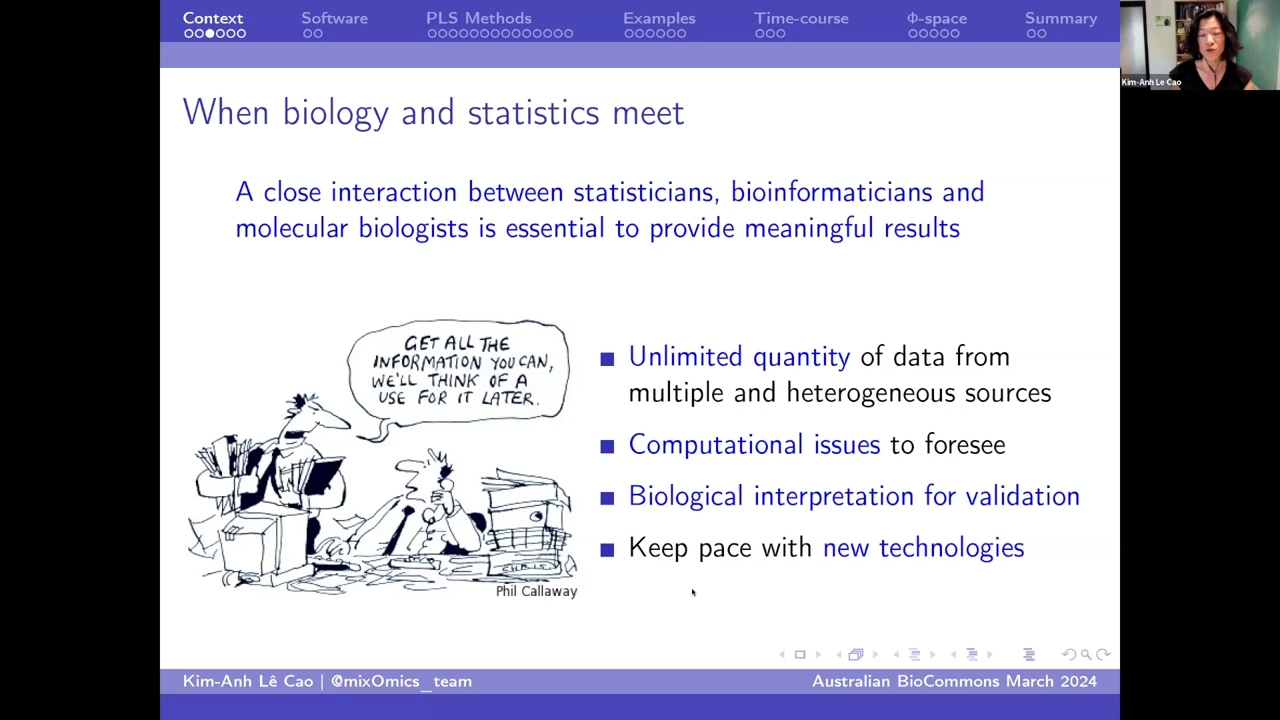 Context Software PLS Methods Examples Time-course Φ-space Summary
Kim-Anh Le Cao
When biology and statistics meet
A close interaction between statisticians, bioinformaticians and
molecular biologists is essential to provide meaningful results
GET ALL THE
INFORMATION YOU CAN,
WE'LL THINK OF A
USE FOR IT LATER.
Phil Callaway
Unlimited quantity of data from
multiple and heterogeneous sources
Computational issues to foresee
Biological interpretation for validation
Keep pace with new technologies
Kim-Anh Lê Cao | @mixOmics_team
Australian BioCommons March 2024